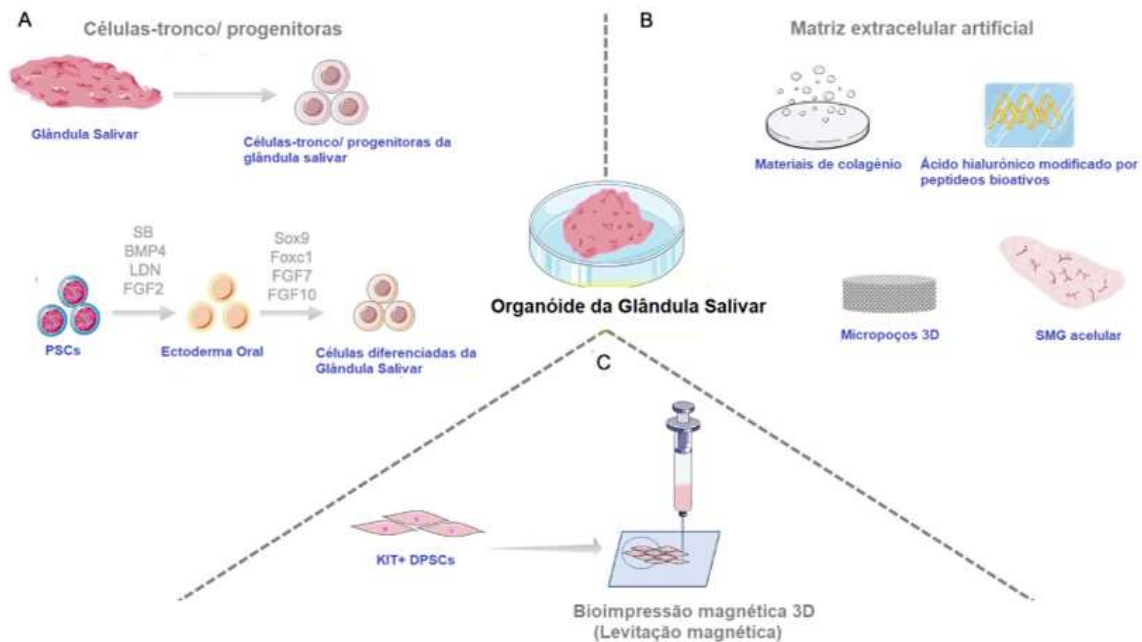 A
Células-tronco/ progenitoras
Glândula Salivar
Células-tronco/ progenitoras da
glândula salivar
SB
BMP4
LDN
FGF2
Sox9
Foxc1
FGF7
FGF10
PSCs
Ectoderma Oral
Células diferenciadas da
Glândula Salivar
B
Matriz extracelular artificial
Materiais de colagénio
Ácido hialurónico modificado por
peptídeos bioativos
Micropoços 3D
SMG acelular
Organóide da Glândula Salivar
C
KIT+ DPSCs
Bioimpressão magnética 3D
(Levitação magnética)